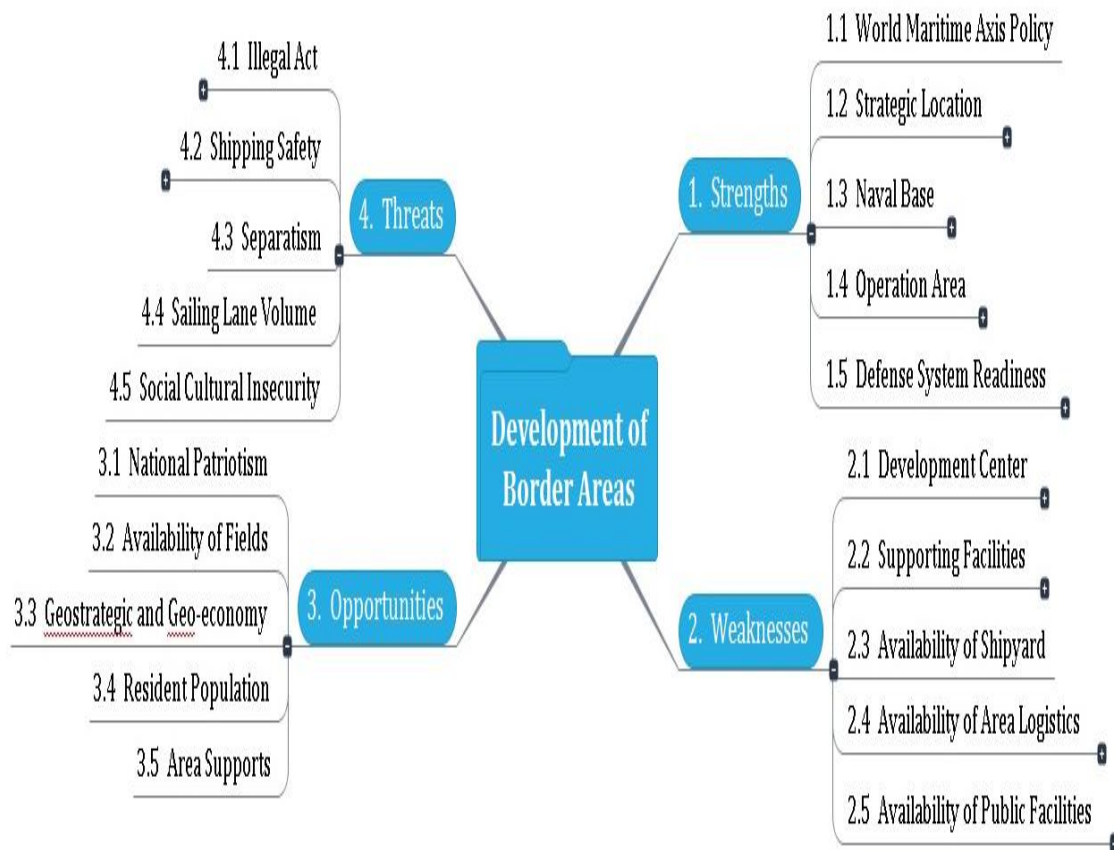 Development of
Border Areas
1. Strengths
1.1 World Maritime Axis Policy
1.2 Strategic Location
1.3 Naval Base
1.4 Operation Area
1.5 Defense System Readiness
2. Weaknesses
2.1 Development Center
2.2 Supporting Facilities
2.3 Availability of Shipyard
2.4 Availability of Area Logistics
2.5 Availability of Public Facilities
3. Opportunities
3.1 National Patriotism
3.2 Availability of Fields
3.3 Geostrategic and Geo-economy
3.4 Resident Population
3.5 Area Supports
4. Threats
4.1 Illegal Act
4.2 Shipping Safety
4.3 Separatism
4.4 Sailing Lane Volume
4.5 Social Cultural Insecurity